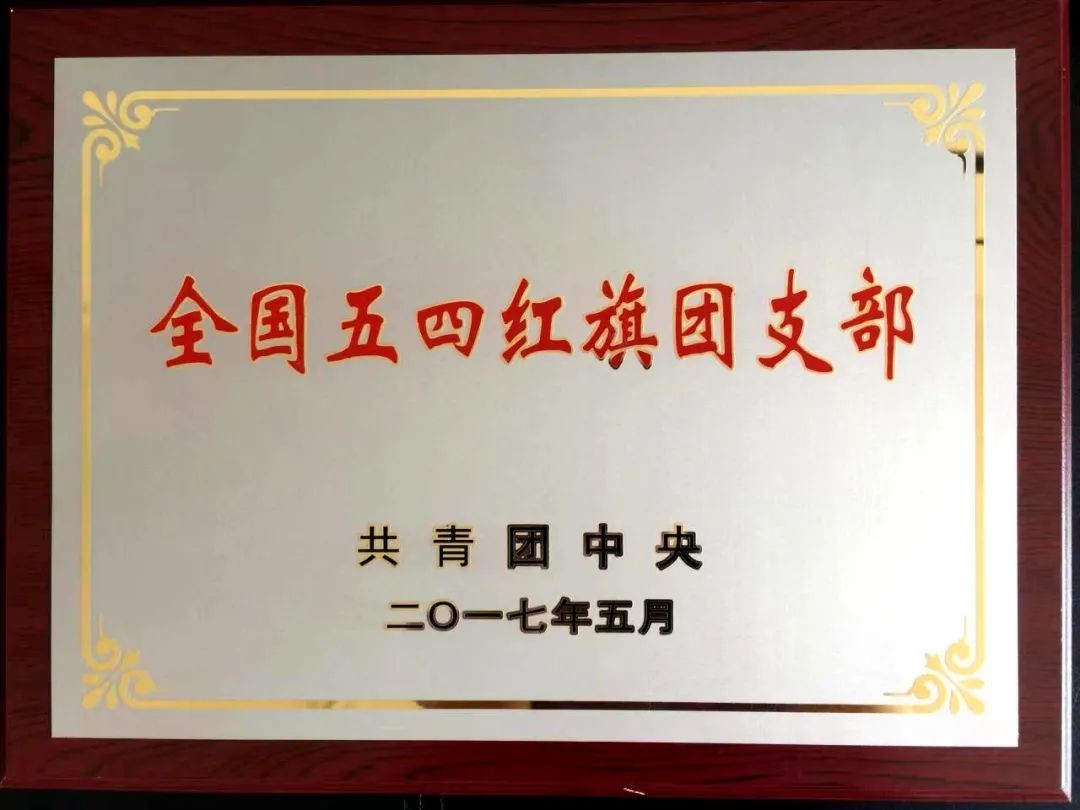 全国五四红旗团支部
共青团中央
二〇一七年五月